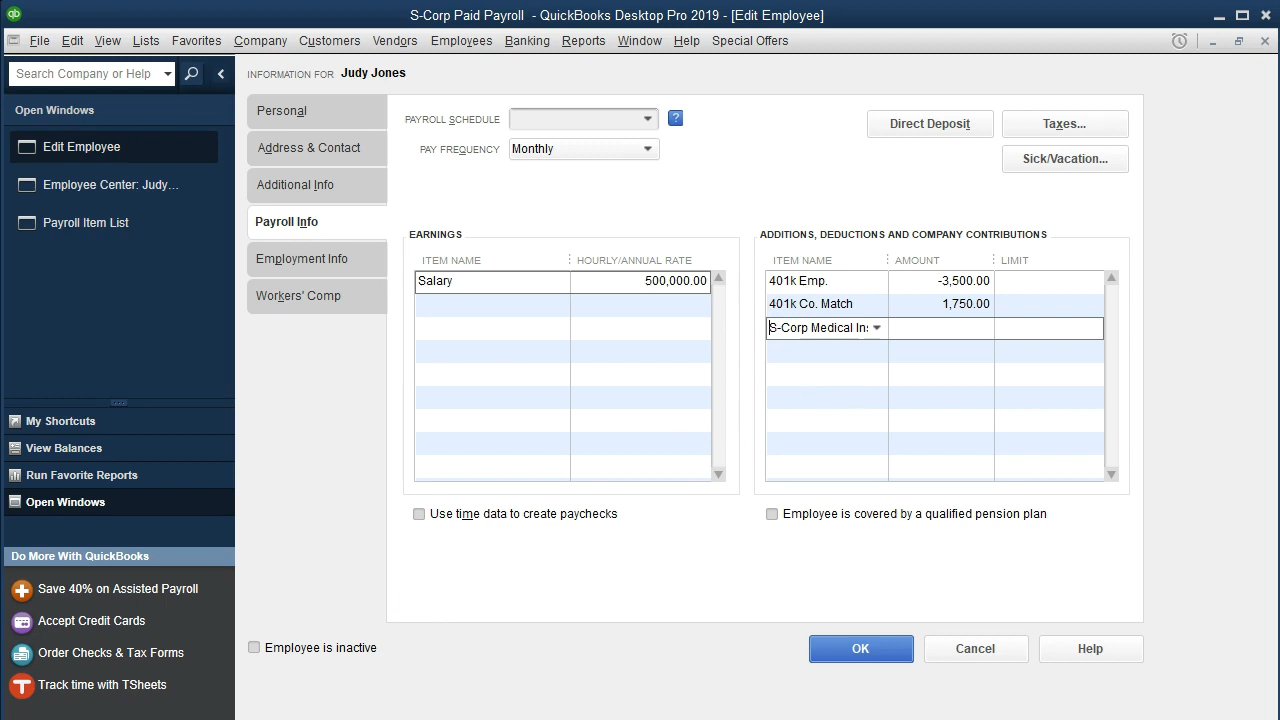 S-Corp Paid Payroll - QuickBooks Desktop Pro 2019 - [Edit Employee]
File Edit View Lists Favorites Company Customers Vendors Employees Banking Reports Window Help Special Offers
Search Company or Help
INFORMATION FOR Judy Jones
Open Windows
Edit Employee
Employee Center: Judy...
Payroll Item List
My Shortcuts
View Balances
Run Favorite Reports
Open Windows
Do More With QuickBooks
Save 40% on Assisted Payroll
Accept Credit Cards
Order Checks & Tax Forms
Track time with TSheets
Personal
Address & Contact
Additional Info
Payroll Info
Employment Info
Workers' Comp
PAYROLL SCHEDULE ?
PAY FREQUENCY Monthly
Direct Deposit Taxes...
Sick/Vacation...
EARNINGS
ITEM NAME HOURLY/ANNUAL RATE
Salary 500,000.00
Use time data to create paychecks
ADDITIONS, DEDUCTIONS AND COMPANY CONTRIBUTIONS
ITEM NAME AMOUNT LIMIT
401k Emp. -3,500.00
401k Co. Match 1,750.00
S-Corp Medical Ins
Employee is covered by a qualified pension plan
Employee is inactive
OK Cancel Help